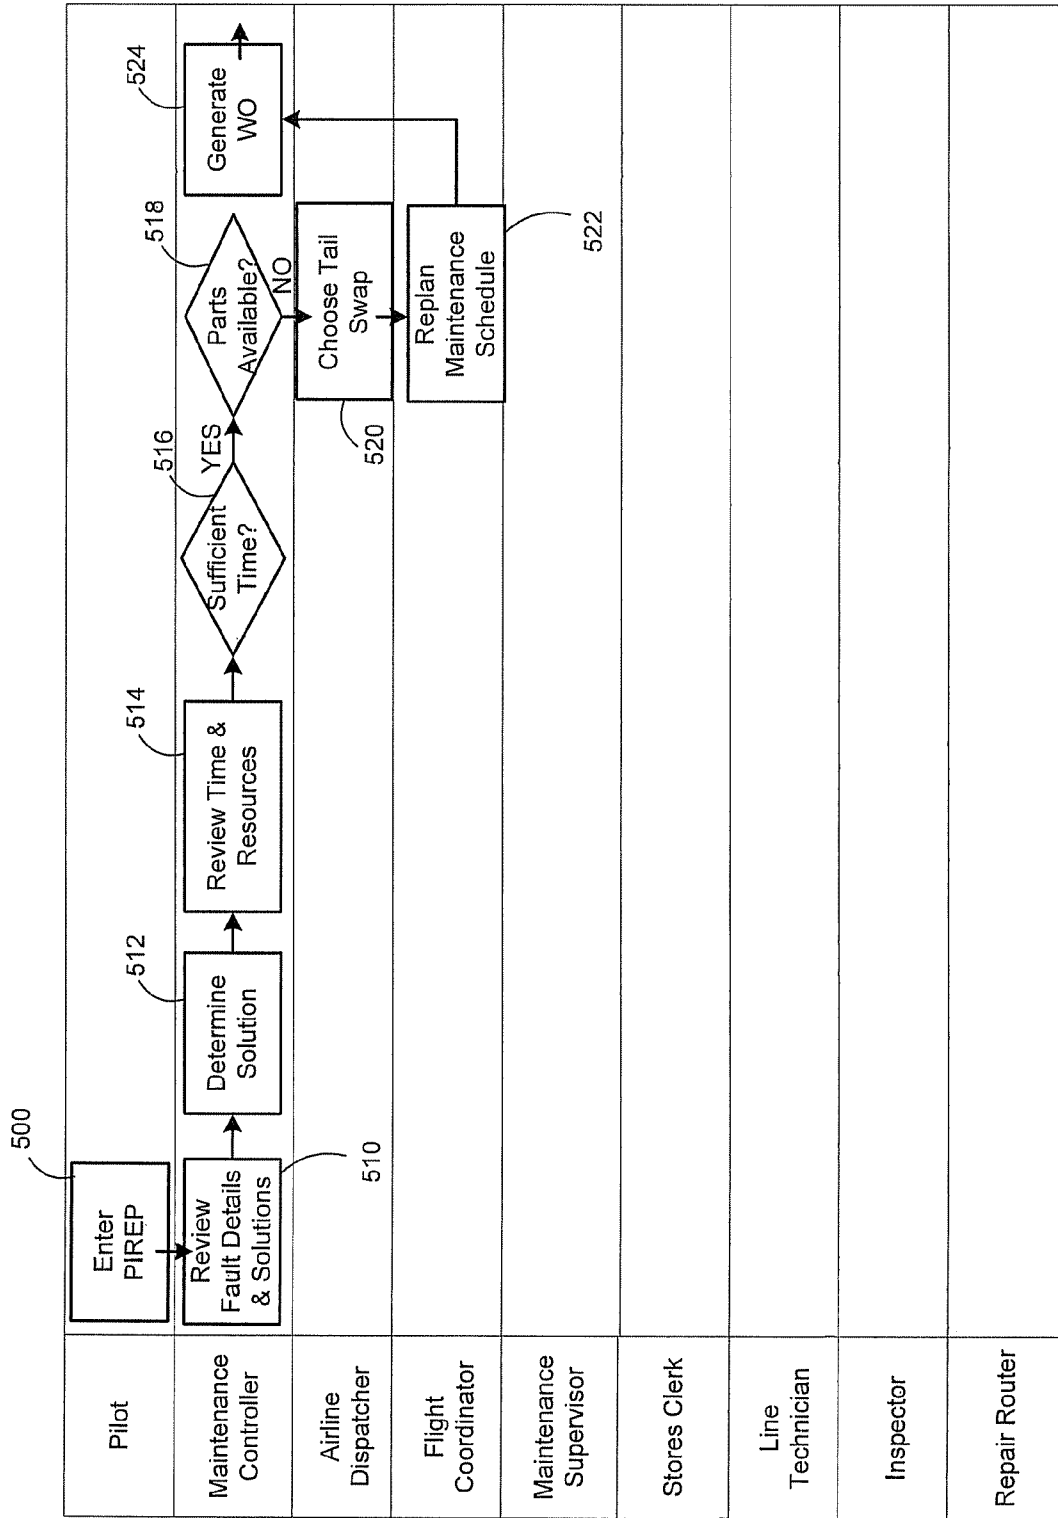 Pilot
Enter
PIREP
500
Maintenance
Controller
Review
Fault Details
& Solutions
510
Determine
Solution
512
Review Time &
Resources
514
Sufficient
Time?
516
YES
Parts
Available?
518
NO
Generate
WO
524
Airline
Dispatcher
Choose Tail
Swap
520
Flight
Coordinator
Replan
Maintenance
Schedule
522
Maintenance
Supervisor
Stores Clerk
Line
Technician
Inspector
Repair Router